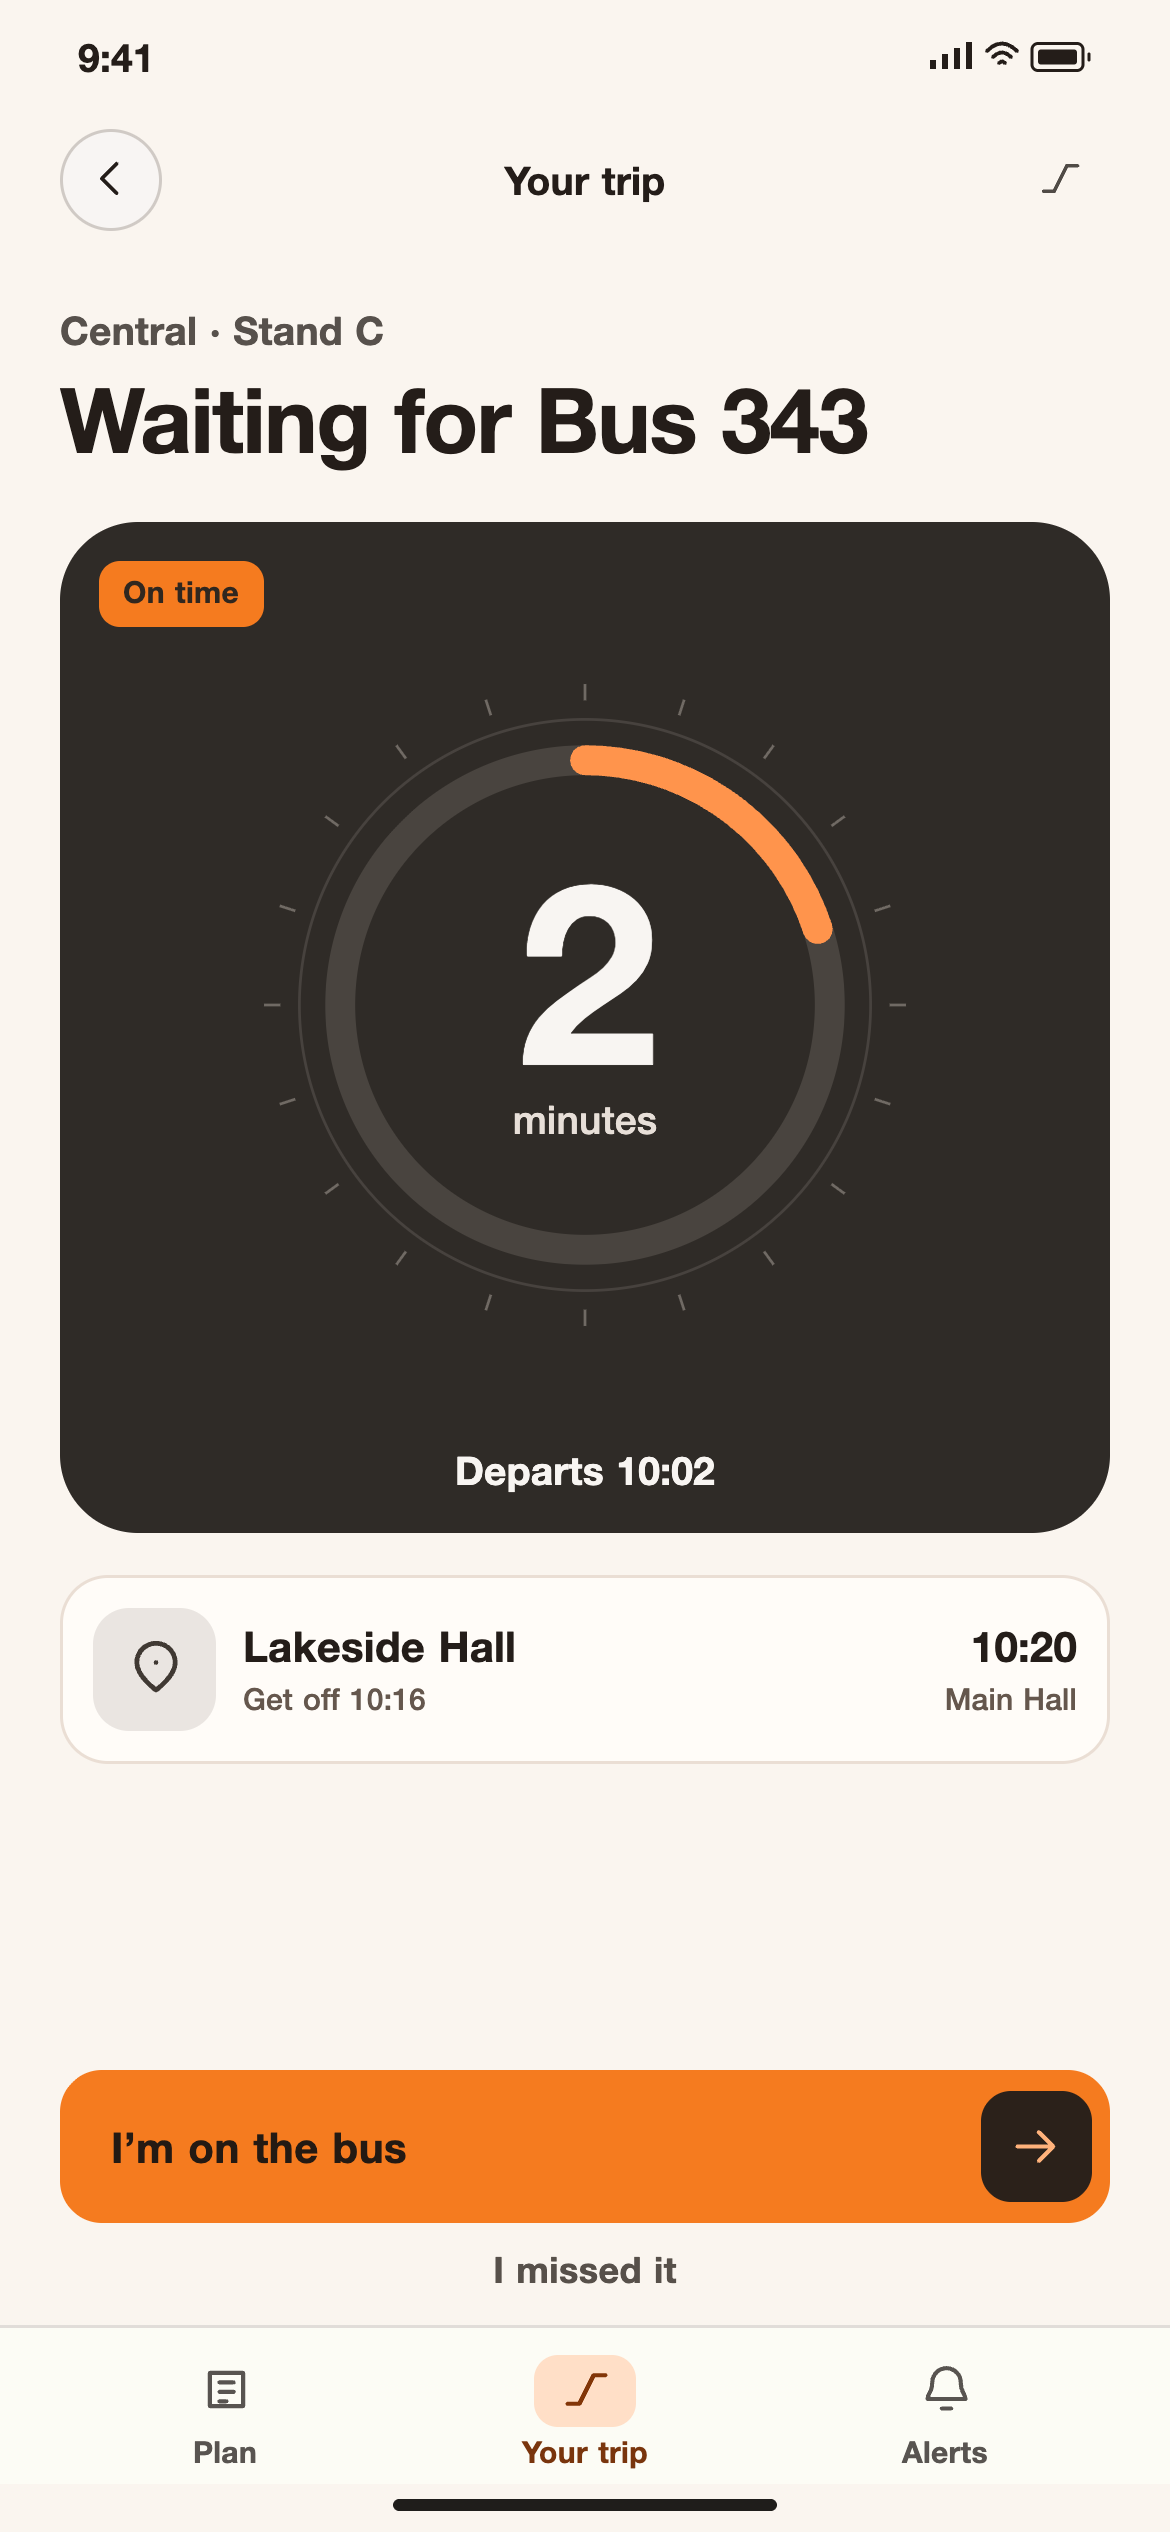 9:41
Your trip
Central · Stand C
Waiting for Bus 343
On time
2
minutes
Departs 10:02
Lakeside Hall
10:20
Get off 10:16
Main Hall
I’m on the bus
I missed it
Plan
Your trip
Alerts